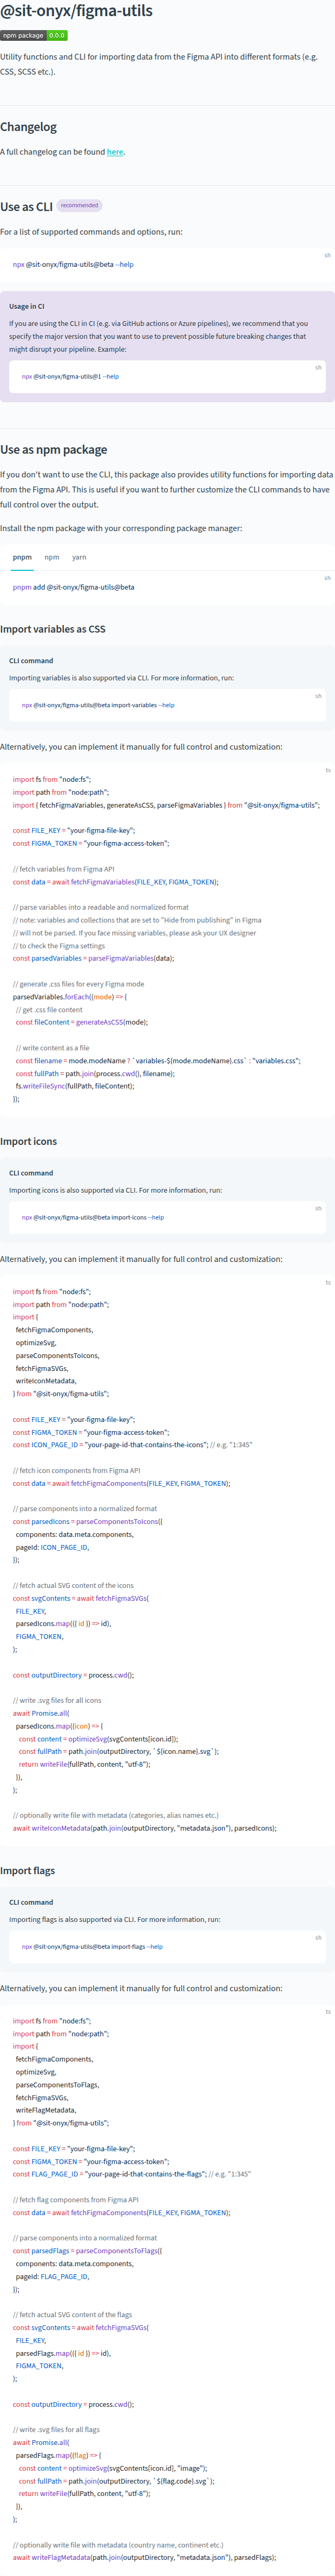 @sit-onyx/figma-utils
npm package 0.0.0
Utility functions and CLI for importing data from the Figma API into different formats (e.g.
CSS, SCSS etc.).
Changelog
A full changelog can be found here.
Use as CLI recommended
For a list of supported commands and options, run:
sh
npx @sit-onyx/figma-utils@beta --help
Usage in CI
If you are using the CLI in CI (e.g. via GitHub actions or Azure pipelines), we recommend that you
specify the major version that you want to use to prevent possible future breaking changes that
might disrupt your pipeline. Example:
sh
npx @sit-onyx/figma-utils@1 --help
Use as npm package
If you don't want to use the CLI, this package also provides utility functions for importing data
from the Figma API. This is useful if you want to further customize the CLI commands to have
full control over the output.
Install the npm package with your corresponding package manager:
pnpm npm yarn
sh
pnpm add @sit-onyx/figma-utils@beta
Import variables as CSS
CLI command
Importing variables is also supported via CLI. For more information, run:
sh
npx @sit-onyx/figma-utils@beta import-variables --help
Alternatively, you can implement it manually for full control and customization:
ts
import fs from "node:fs";
import path from "node:path";
import { fetchFigmaVariables, generateAsCSS, parseFigmaVariables } from "@sit-onyx/figma-utils";
const FILE_KEY = "your-figma-file-key";
const FIGMA_TOKEN = "your-figma-access-token";
// fetch variables from Figma API
const data = await fetchFigmaVariables(FILE_KEY, FIGMA_TOKEN);
// parse variables into a readable and normalized format
// note: variables and collections that are set to "Hide from publishing" in Figma
// will not be parsed. If you face missing variables, please ask your UX designer
// to check the Figma settings
const parsedVariables = parseFigmaVariables(data);
// generate .css files for every Figma mode
parsedVariables.forEach((mode) => {
  // get .css file content
  const fileContent = generateAsCSS(mode);
  // write content as a file
  const filename = mode.modeName ? `variables-${mode.modeName}.css` : "variables.css";
  const fullPath = path.join(process.cwd(), filename);
  fs.writeFileSync(fullPath, fileContent);
});
Import icons
CLI command
Importing icons is also supported via CLI. For more information, run:
sh
npx @sit-onyx/figma-utils@beta import-icons --help
Alternatively, you can implement it manually for full control and customization:
ts
import fs from "node:fs";
import path from "node:path";
import {
  fetchFigmaComponents,
  optimizeSvg,
  parseComponentsToIcons,
  fetchFigmaSVGs,
  writeIconMetadata,
} from "@sit-onyx/figma-utils";
const FILE_KEY = "your-figma-file-key";
const FIGMA_TOKEN = "your-figma-access-token";
const ICON_PAGE_ID = "your-page-id-that-contains-the-icons"; // e.g. "1:345"
// fetch icon components from Figma API
const data = await fetchFigmaComponents(FILE_KEY, FIGMA_TOKEN);
// parse components into a normalized format
const parsedIcons = parseComponentsToIcons({
  components: data.meta.components,
  pageId: ICON_PAGE_ID,
});
// fetch actual SVG content of the icons
const svgContents = await fetchFigmaSVGs(
  FILE_KEY,
  parsedIcons.map(({ id }) => id),
  FIGMA_TOKEN,
);
const outputDirectory = process.cwd();
// write .svg files for all icons
await Promise.all(
  parsedIcons.map((icon) => {
    const content = optimizeSvg(svgContents[icon.id]);
    const fullPath = path.join(outputDirectory, `${icon.name}.svg`);
    return writeFile(fullPath, content, "utf-8");
  }),
);
// optionally write file with metadata (categories, alias names etc.)
await writeIconMetadata(path.join(outputDirectory, "metadata.json"), parsedIcons);
Import flags
CLI command
Importing flags is also supported via CLI. For more information, run:
sh
npx @sit-onyx/figma-utils@beta import-flags --help
Alternatively, you can implement it manually for full control and customization:
ts
import fs from "node:fs";
import path from "node:path";
import {
  fetchFigmaComponents,
  optimizeSvg,
  parseComponentsToFlags,
  fetchFigmaSVGs,
  writeFlagMetadata,
} from "@sit-onyx/figma-utils";
const FILE_KEY = "your-figma-file-key";
const FIGMA_TOKEN = "your-figma-access-token";
const FLAG_PAGE_ID = "your-page-id-that-contains-the-flags"; // e.g. "1:345"
// fetch flag components from Figma API
const data = await fetchFigmaComponents(FILE_KEY, FIGMA_TOKEN);
// parse components into a normalized format
const parsedFlags = parseComponentsToFlags({
  components: data.meta.components,
  pageId: FLAG_PAGE_ID,
});
// fetch actual SVG content of the flags
const svgContents = await fetchFigmaSVGs(
  FILE_KEY,
  parsedFlags.map(({ id }) => id),
  FIGMA_TOKEN,
);
const outputDirectory = process.cwd();
// write .svg files for all flags
await Promise.all(
  parsedFlags.map((flag) => {
    const content = optimizeSvg(svgContents[icon.id], "image");
    const fullPath = path.join(outputDirectory, `${flag.code}.svg`);
    return writeFile(fullPath, content, "utf-8");
  }),
);
// optionally write file with metadata (country name, continent etc.)
await writeFlagMetadata(path.join(outputDirectory, "metadata.json"), parsedFlags);